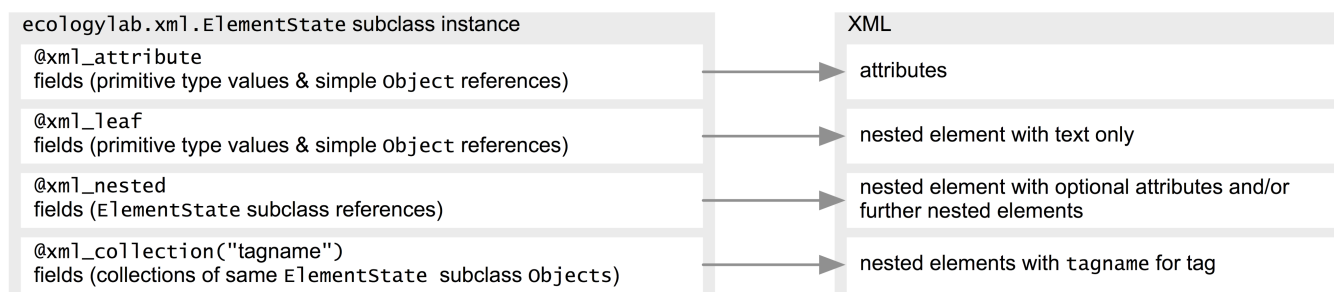 ecologylab.xml.ElementState subclass instance
XML
@xml_attribute
fields (primitive type values & simple Object references)
attributes
@xml_leaf
fields (primitive type values & simple Object references)
nested element with text only
@xml_nested
fields (ElementState subclass references)
nested element with optional attributes and/or
further nested elements
@xml_collection("tagname")
fields (collections of same ElementState subclass Objects)
nested elements with tagname for tag